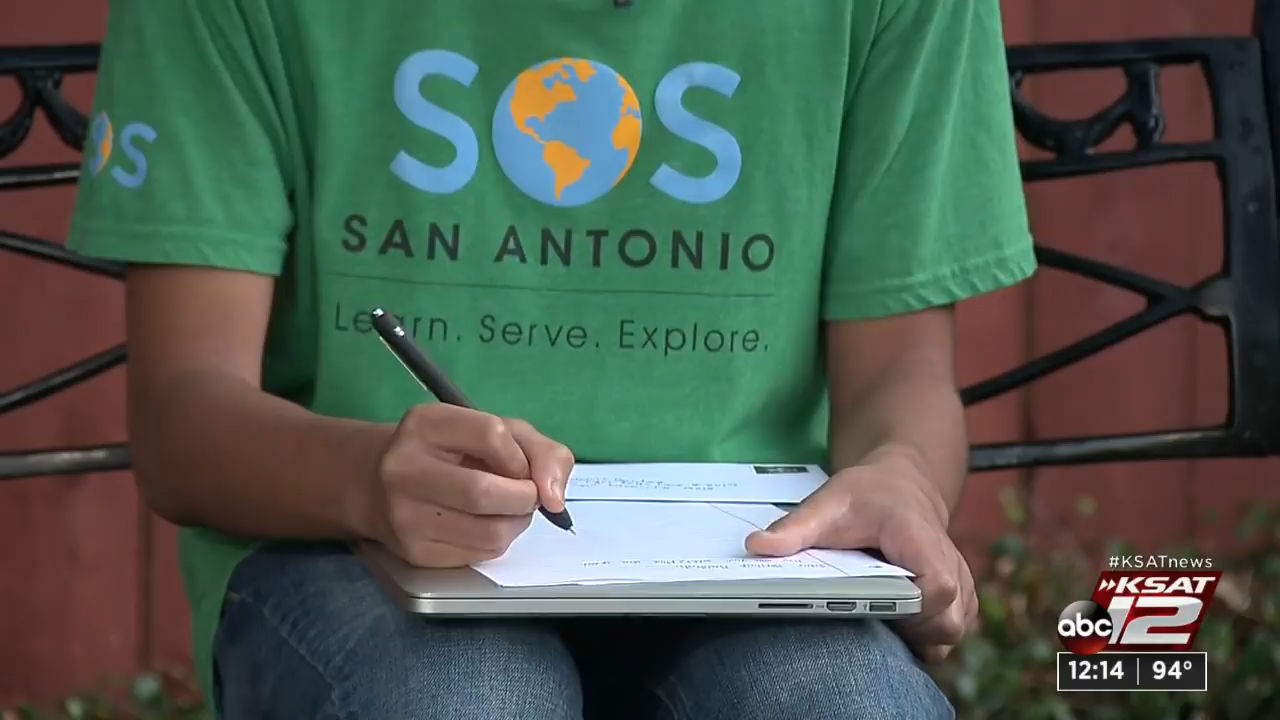 SOS
SOS
SAN ANTONIO
Learn. Serve. Explore.
#KSATnews
KSAT
abc 12
12:14 94°